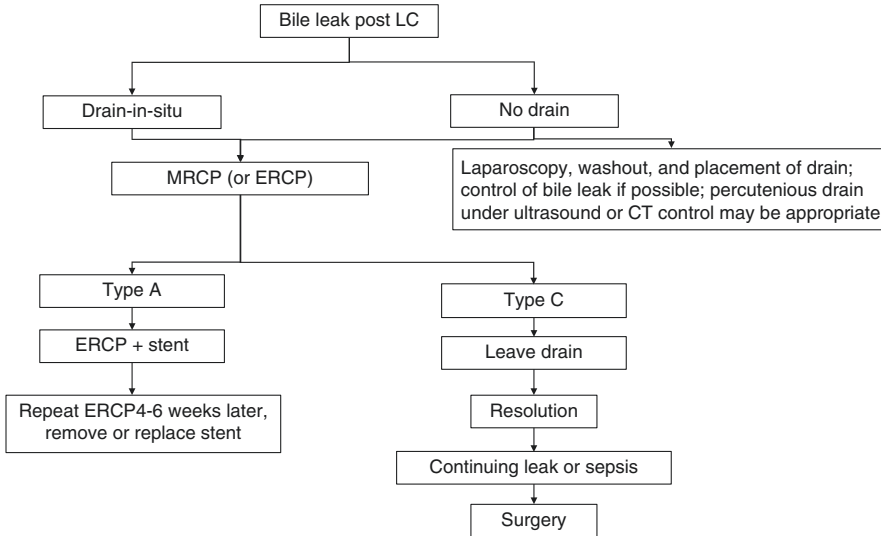 Bile leak post LC
Drain-in-situ
No drain
MRCP (or ERCP)
Laparoscopy, washout, and placement of drain;
control of bile leak if possible; percutenious drain
under ultrasound or CT control may be appropriate
Type A
Type C
ERCP + stent
Leave drain
Repeat ERCP4-6 weeks later,
remove or replace stent
Resolution
Continuing leak or sepsis
Surgery